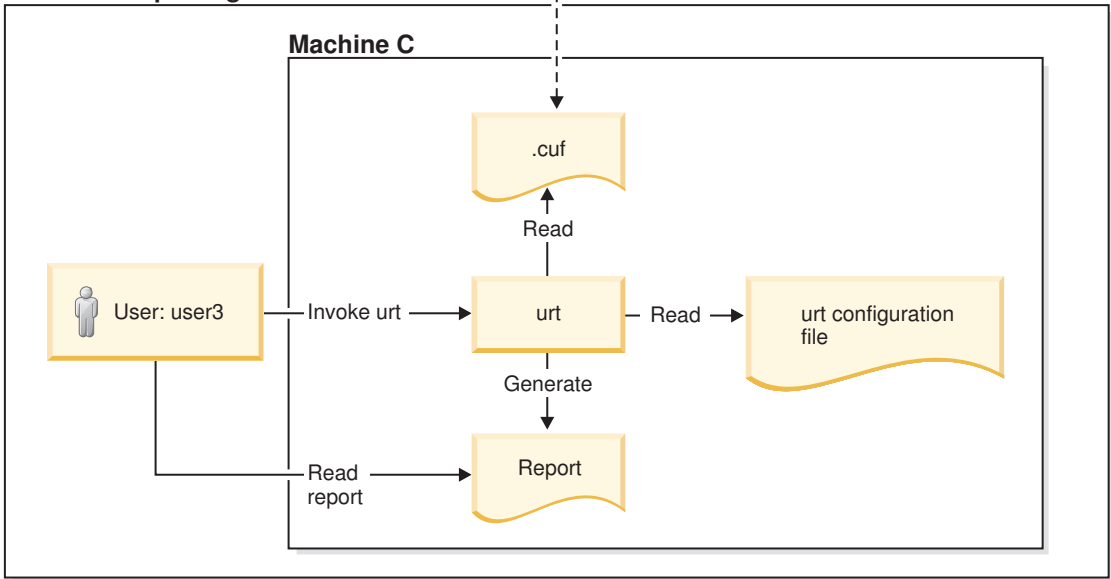 Machine C
.cuf
Read
User: user3
Invoke urt
urt
Read
urt configuration
file
Generate
Report
Read
report